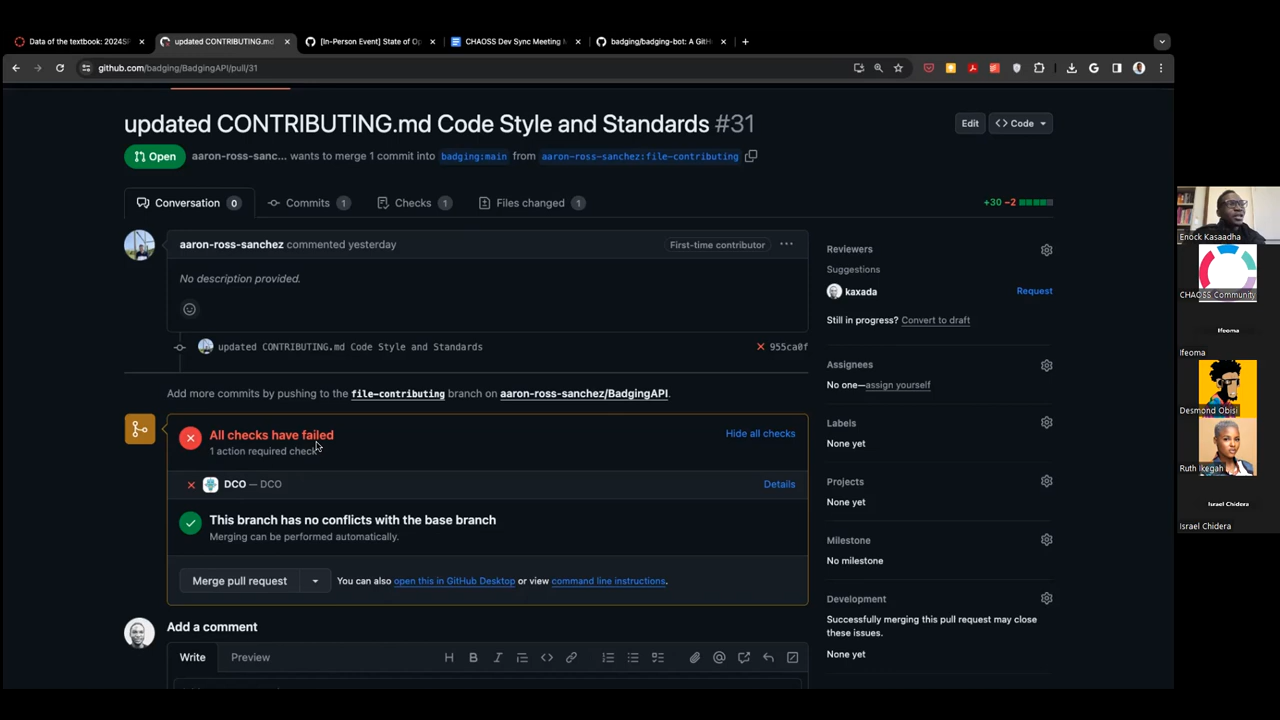 Data of the textbook: 2024SP
updated CONTRIBUTING.md
[In-Person Event] State of Op
CHAOSS Dev Sync Meeting
badging/badging-bot: A GitH
github.com/badging/BadgingAPI/pull/31
updated CONTRIBUTING.md Code Style and Standards #31
Edit
<> Code
Open
aaron-ross-sanc... wants to merge 1 commit into badging:main from aaron-ross-sanchez:file-contributing
Conversation 0
Commits 1
Checks 1
Files changed 1
+30 −2
aaron-ross-sanchez commented yesterday
First-time contributor
No description provided.
updated CONTRIBUTING.md Code Style and Standards
955ca0f
Add more commits by pushing to the file-contributing branch on aaron-ross-sanchez/BadgingAPI.
All checks have failed
1 action required check
Hide all checks
DCO — DCO
Details
This branch has no conflicts with the base branch
Merging can be performed automatically.
Merge pull request
You can also open this in GitHub Desktop or view command line instructions.
Add a comment
Write
Preview
Reviewers
Suggestions
kaxada
Request
Still in progress? Convert to draft
Assignees
No one—assign yourself
Labels
None yet
Projects
None yet
Milestone
No milestone
Development
Successfully merging this pull request may close
these issues.
None yet
Enock Kasaadha
CHAOSS Community
Ifeoma
Ifeoma
Desmond Obisi
Ruth Ikegah
Israel Chidera
Israel Chidera